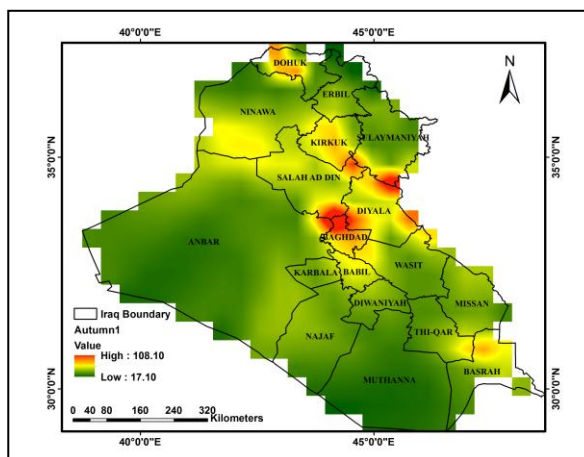 40°0'0"E 45°0'0"E
N
DOHUK
ERBIL
NINAWA
KIRKUK
SULAYMANIYAH
35°0'0"N 35°0'0"N
SALAH AD DIN
DIYALA
BAGHDAD
ANBAR
WASIT
KARBALA
BABIL
DIWANIYAH
MISSAN
THI-QAR
NAJAF
BASRAH
MUTHANNA
Iraq Boundary
Autumn1
Value
High : 108.10
Low : 17.10
30°0'0"N 30°0'0"N
0 40 80 160 240 320
Kilometers
40°0'0"E 45°0'0"E